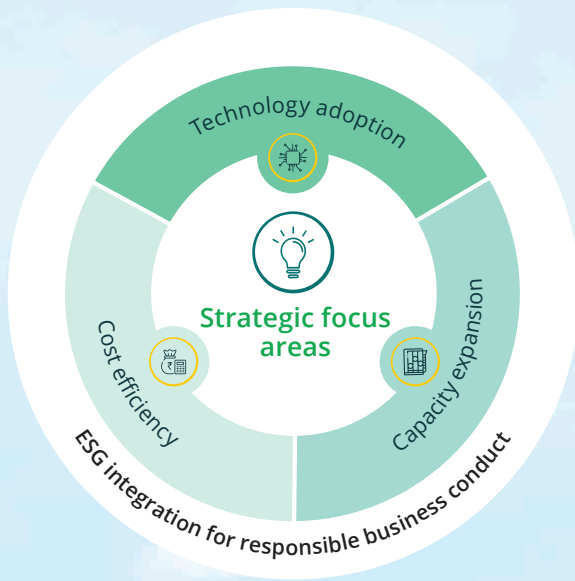 Technology adoption
Strategic focus
areas
Cost efficiency
Capacity expansion
ESG integration for responsible business conduct
₹